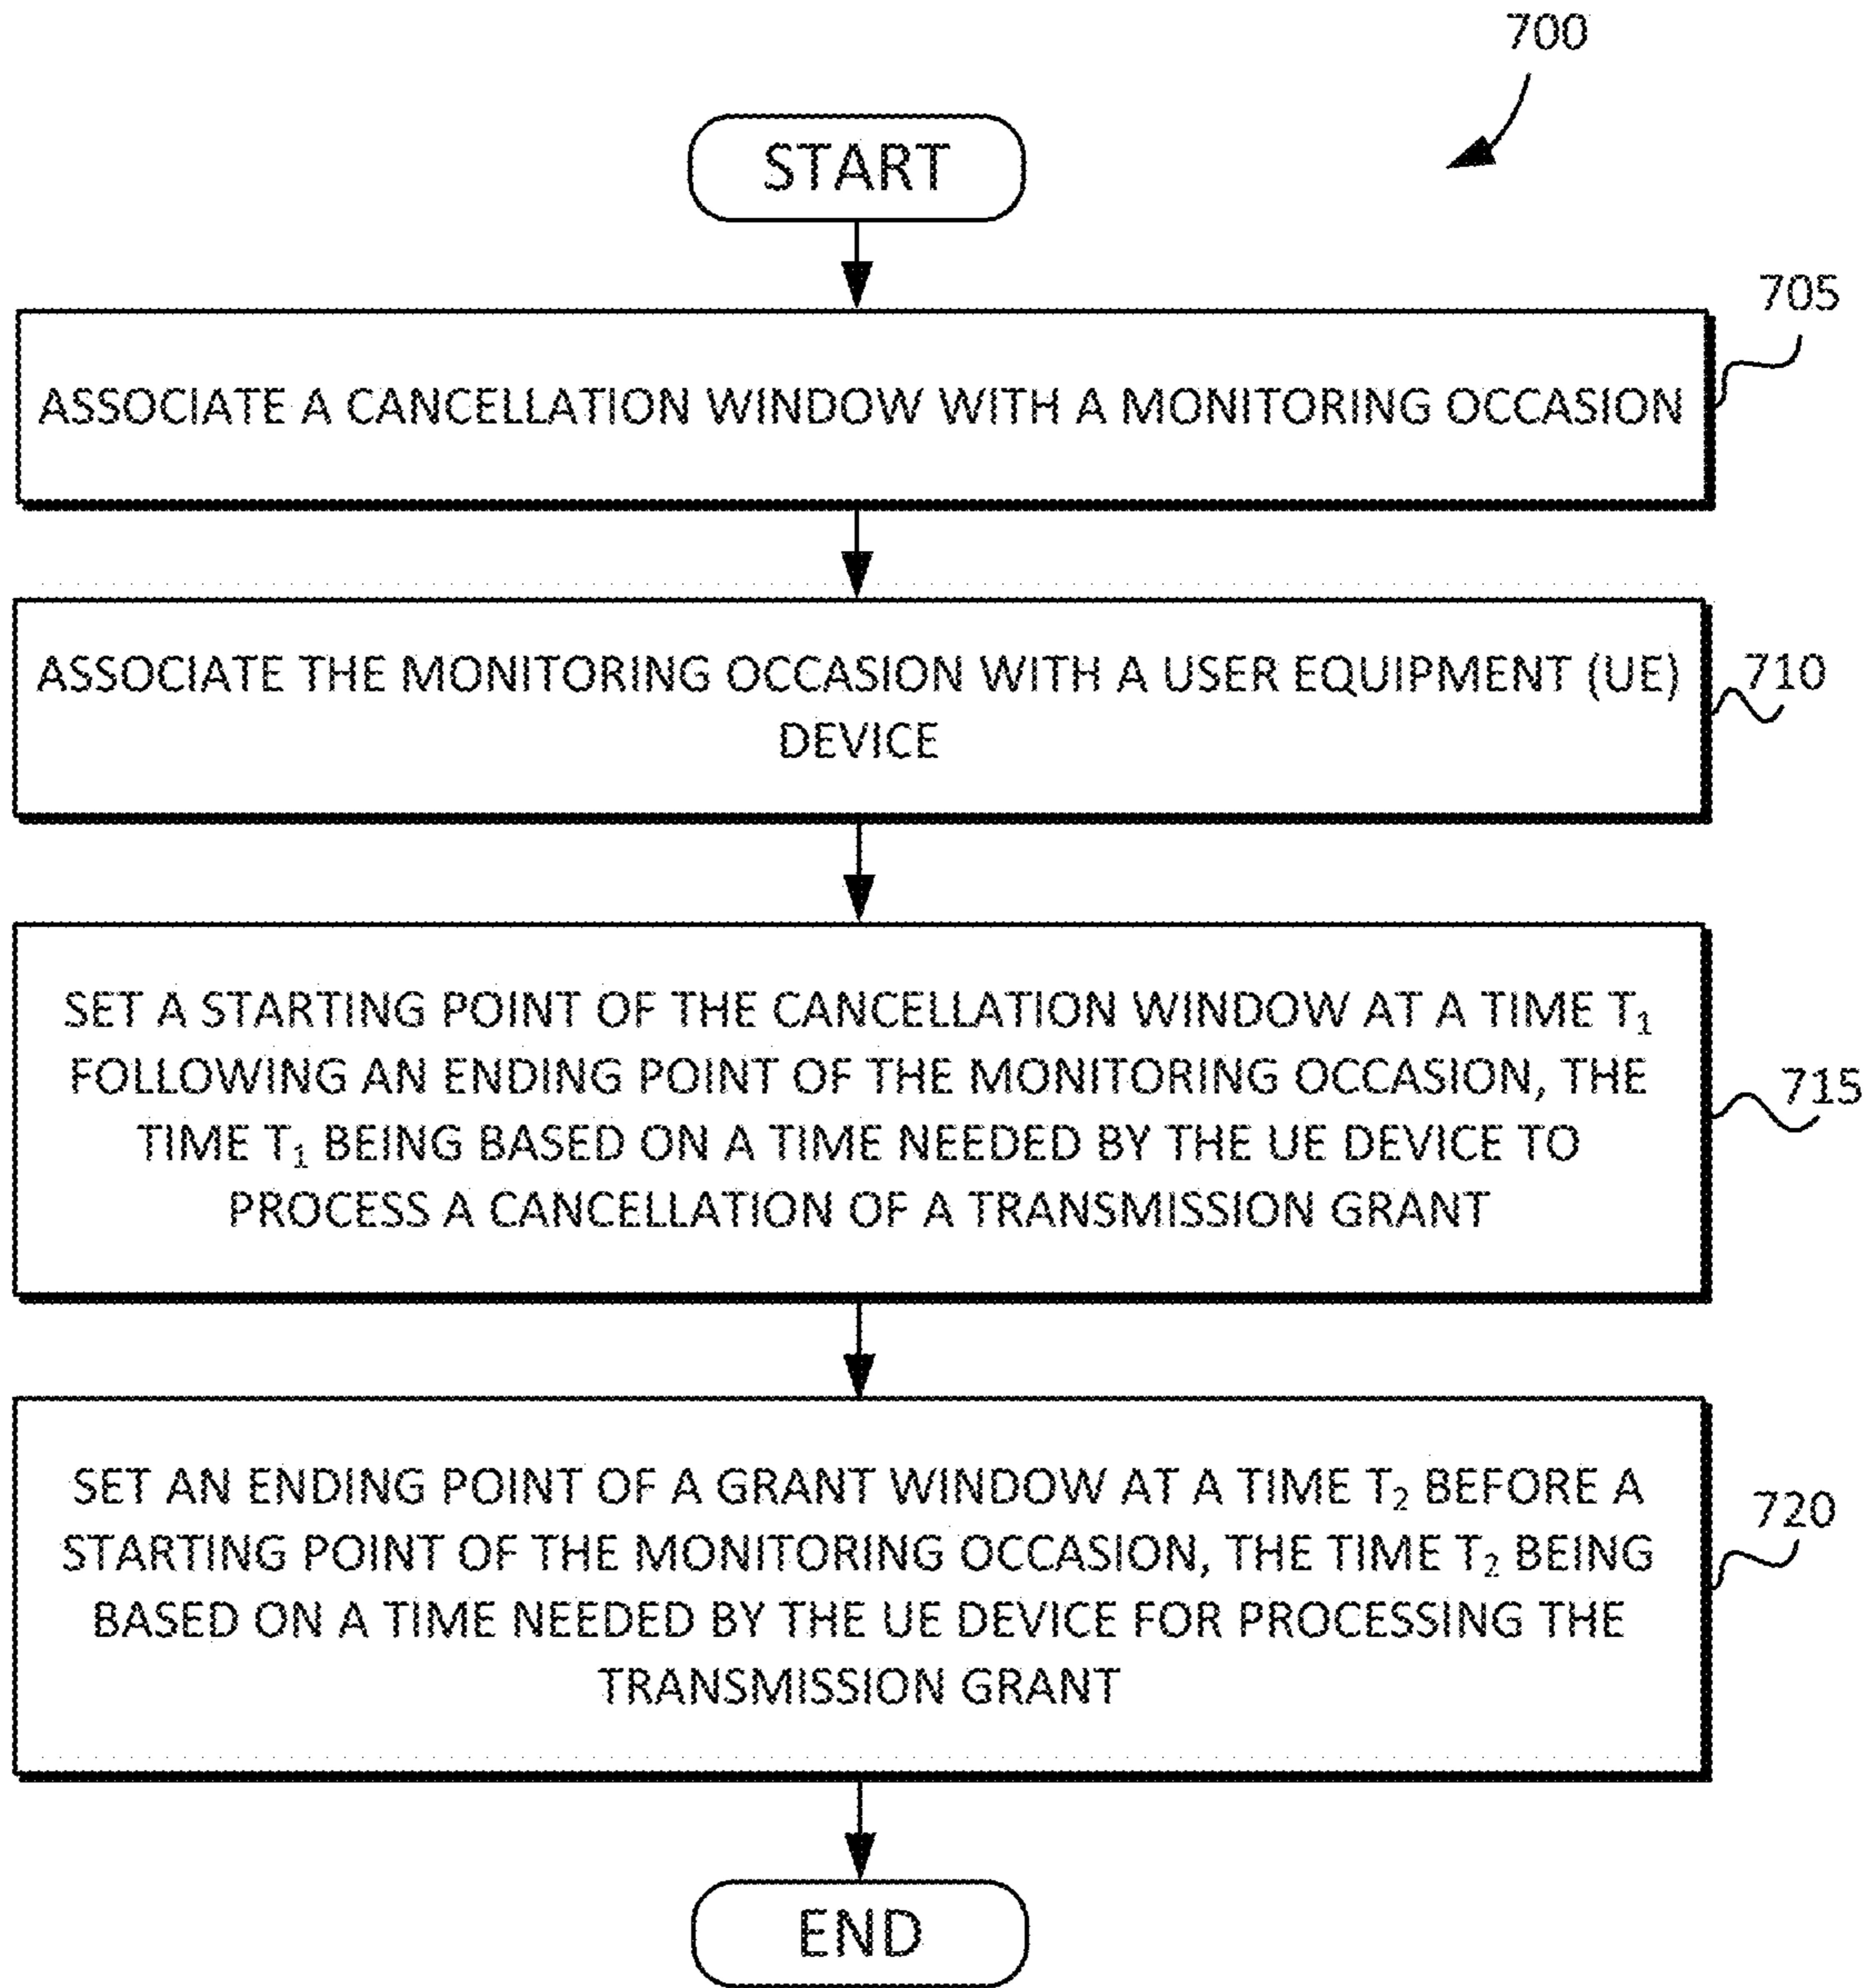 700
START
705
ASSOCIATE A CANCELLATION WINDOW WITH A MONITORING OCCASION
ASSOCIATE THE MONITORING OCCASION WITH A USER EQUIPMENT (UE)
DEVICE
710
SET A STARTING POINT OF THE CANCELLATION WINDOW AT A TIME T₁
FOLLOWING AN ENDING POINT OF THE MONITORING OCCASION, THE
TIME T₁ BEING BASED ON A TIME NEEDED BY THE UE DEVICE TO
PROCESS A CANCELLATION OF A TRANSMISSION GRANT
715
SET AN ENDING POINT OF A GRANT WINDOW AT A TIME T₂ BEFORE A
STARTING POINT OF THE MONITORING OCCASION, THE TIME T₂ BEING
BASED ON A TIME NEEDED BY THE UE DEVICE FOR PROCESSING THE
TRANSMISSION GRANT
720
END